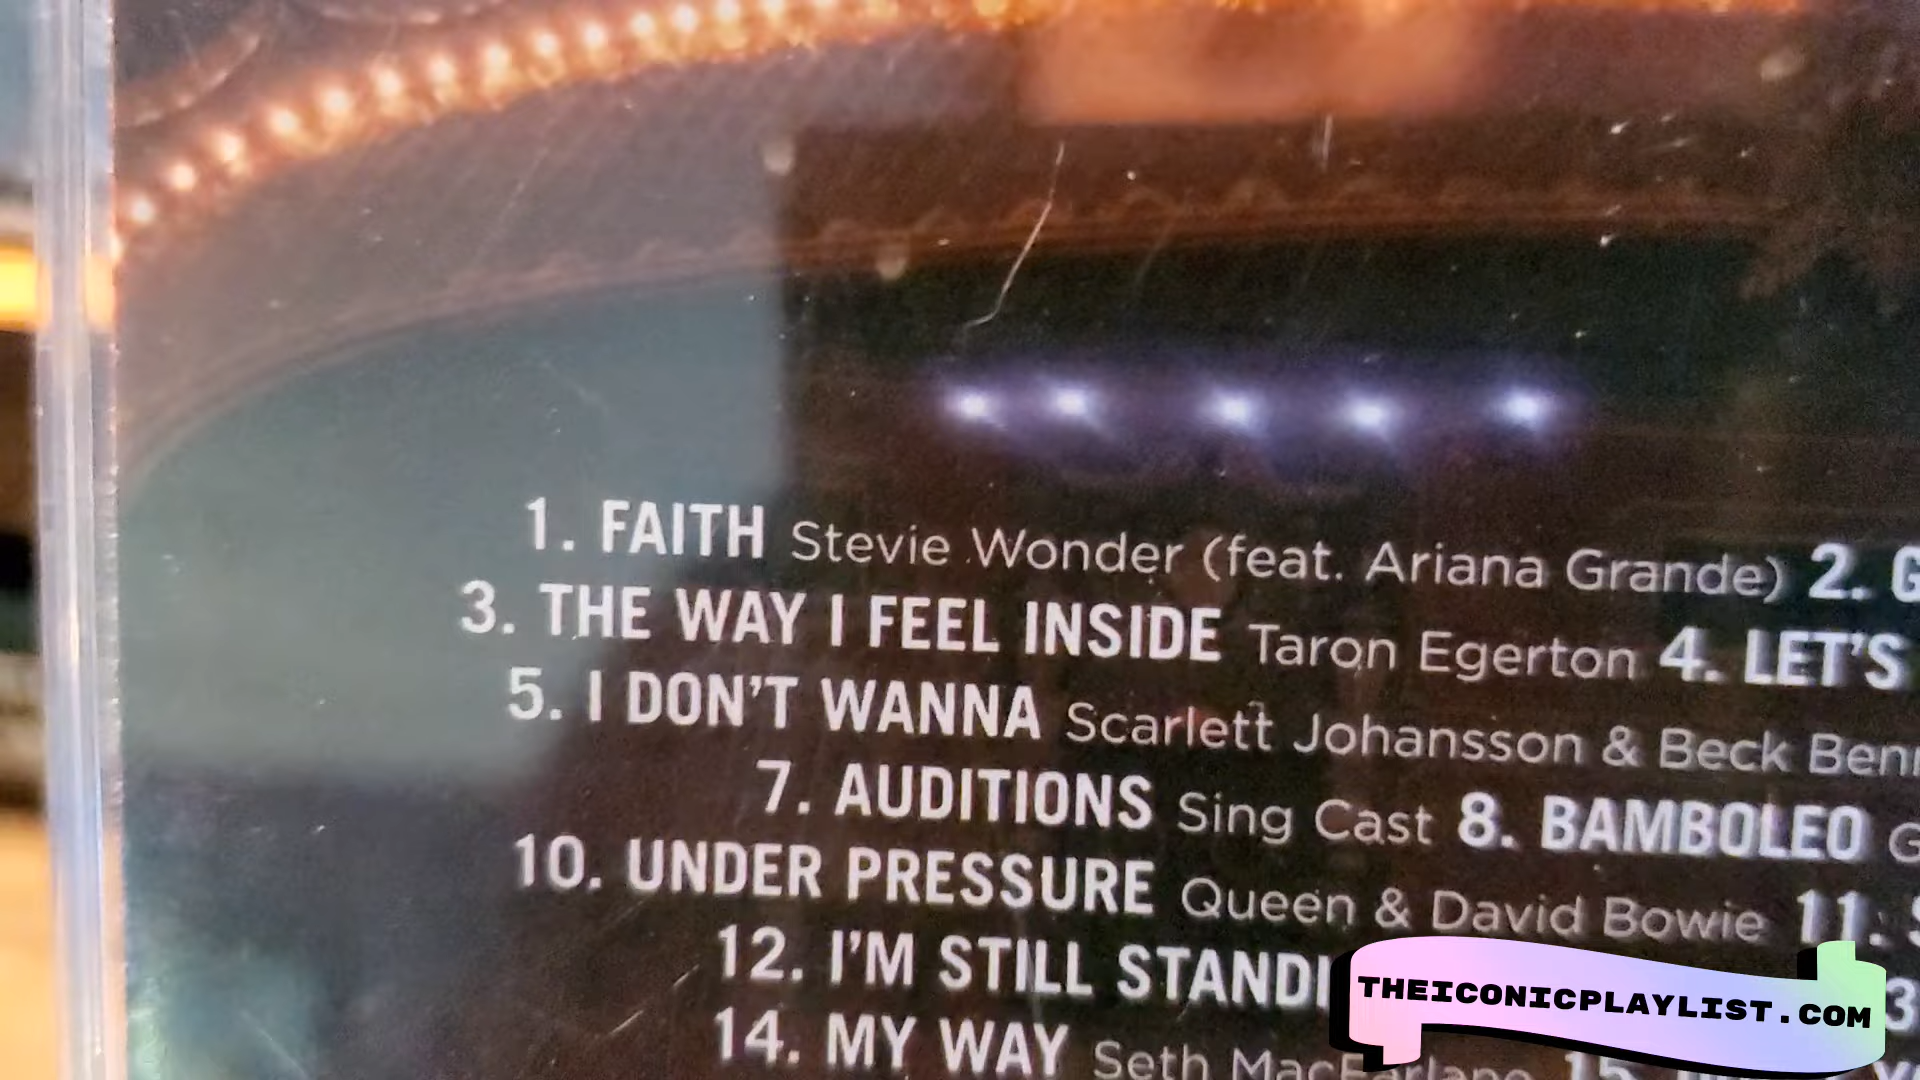 1. FAITH Stevie Wonder (feat. Ariana Grande) 2.
3. THE WAY I FEEL INSIDE Taron Egerton 4. LET'S
5. I DON'T WANNA Scarlett Johansson & Beck
7. AUDITIONS Sing Cast 8. BAMBOLEO
10. UNDER PRESSURE Queen & David Bowie 11.
12. I'M STILL
14. MY WAY Seth MacFarlane 15.
THEICONICPLAYLIST.COM